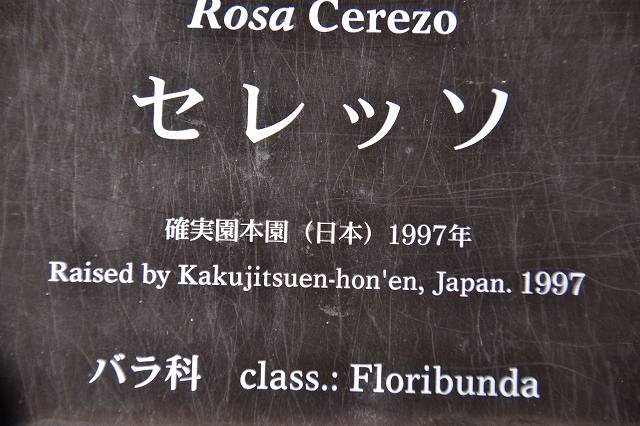 Rosa Cerezo
セレッソ
確実園本園（日本）1997年
Raised by Kakujitsuen-hon'en, Japan. 1997
バラ科　class.: Floribunda